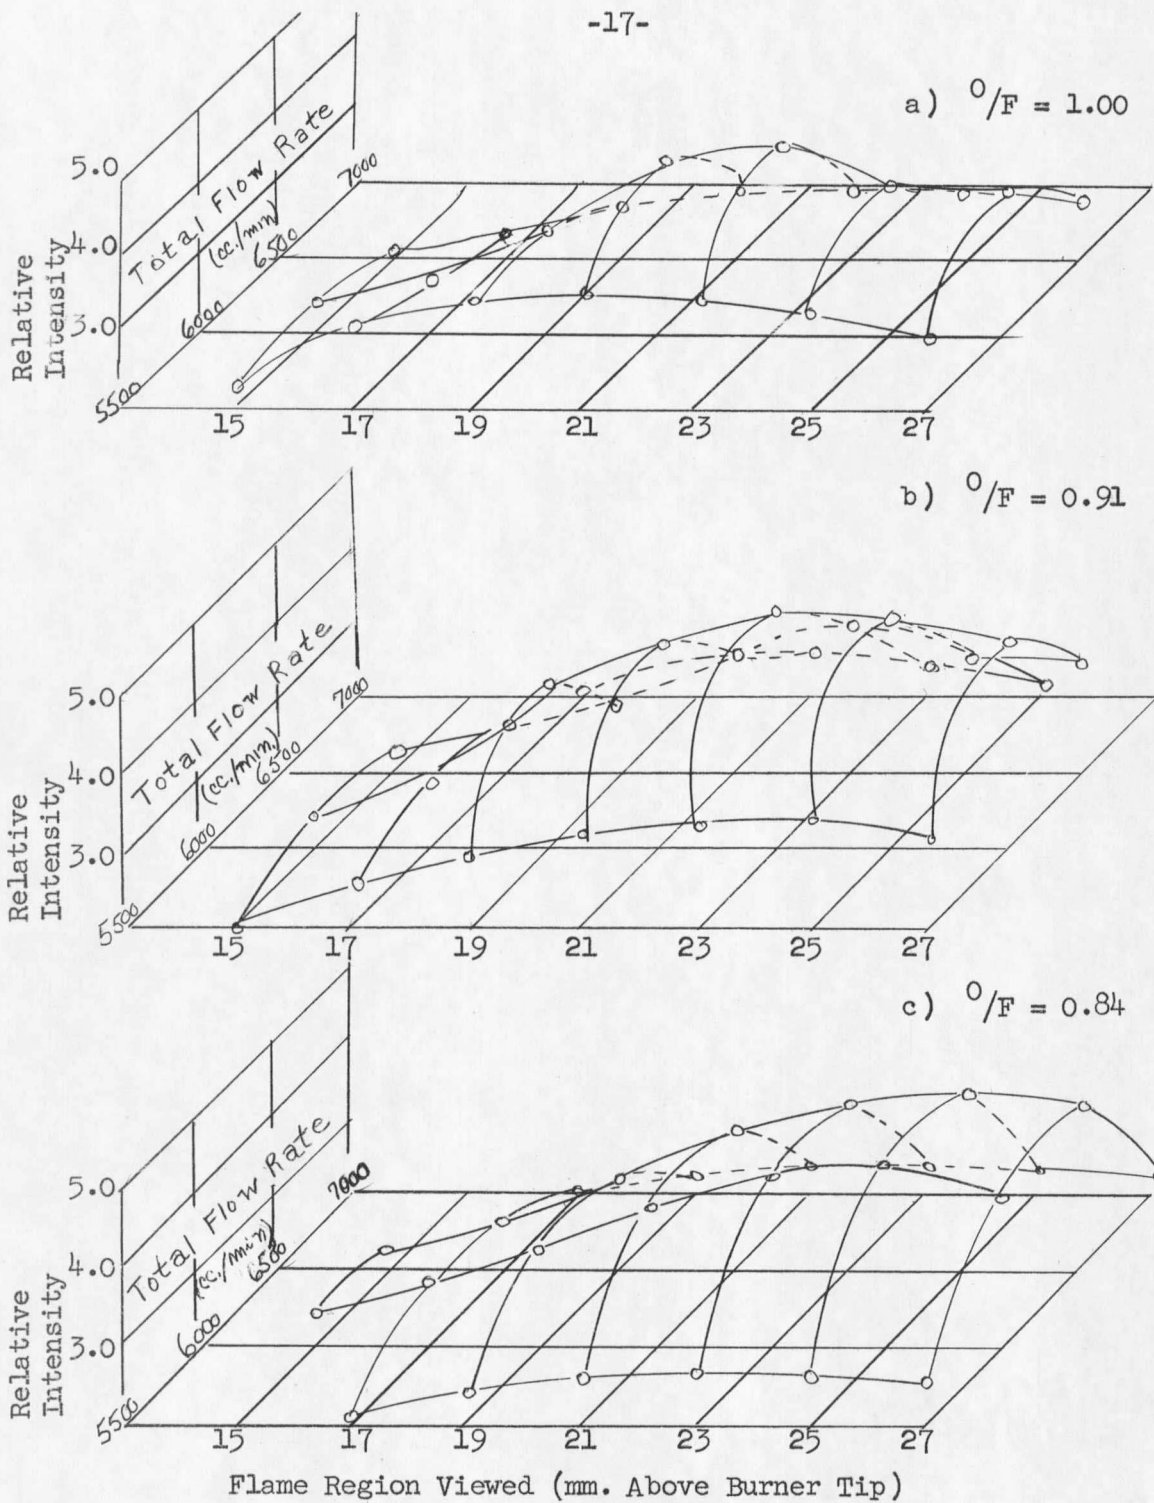 -17-
a) O/F = 1.00
Total Flow Rate
(cc./min)
5.0
4.0
3.0
Relative
Intensity
7000
6500
6000
5500
15 17 19 21 23 25 27
b) O/F = 0.91
Total Flow Rate
(cc./min.)
5.0
4.0
3.0
Relative
Intensity
7000
6500
6000
5500
15 17 19 21 23 25 27
c) O/F = 0.84
Total Flow Rate
(cc./min)
5.0
4.0
3.0
Relative
Intensity
7000
6500
6000
5500
15 17 19 21 23 25 27
Flame Region Viewed (mm. Above Burner Tip)